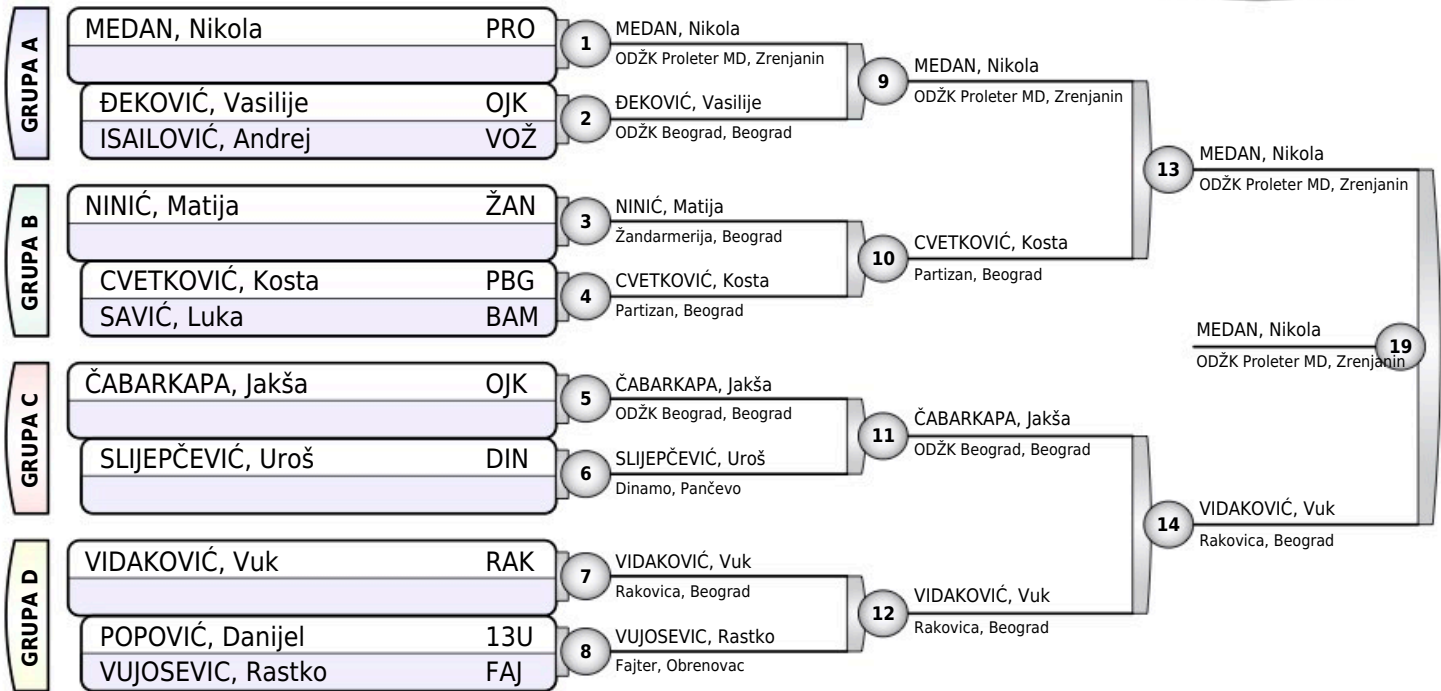 GRUPA A
MEDAN, Nikola PRO
ĐEKOVIĆ, Vasilije OJK
ISAILOVIĆ, Andrej VOŽ
GRUPA B
NINIĆ, Matija ŽAN
CVETKOVIĆ, Kosta PBG
SAVIĆ, Luka BAM
GRUPA C
ČABARKAPA, Jakša OJK
SLIJEPČEVIĆ, Uroš DIN
GRUPA D
VIDAKOVIĆ, Vuk RAK
POPOVIĆ, Danijel 13U
VUJOSEVIC, Rastko FAJ
1
MEDAN, Nikola
ODŽK Proleter MD, Zrenjanin
2
ĐEKOVIĆ, Vasilije
ODŽK Beograd, Beograd
3
NINIĆ, Matija
Žandarmerija, Beograd
4
CVETKOVIĆ, Kosta
Partizan, Beograd
5
ČABARKAPA, Jakša
ODŽK Beograd, Beograd
6
SLIJEPČEVIĆ, Uroš
Dinamo, Pančevo
7
VIDAKOVIĆ, Vuk
Rakovica, Beograd
8
VUJOSEVIC, Rastko
Fajter, Obrenovac
9
MEDAN, Nikola
ODŽK Proleter MD, Zrenjanin
10
CVETKOVIĆ, Kosta
Partizan, Beograd
11
ČABARKAPA, Jakša
ODŽK Beograd, Beograd
12
VIDAKOVIĆ, Vuk
Rakovica, Beograd
13
MEDAN, Nikola
ODŽK Proleter MD, Zrenjanin
14
VIDAKOVIĆ, Vuk
Rakovica, Beograd
MEDAN, Nikola
19
ODŽK Proleter MD, Zrenjanin